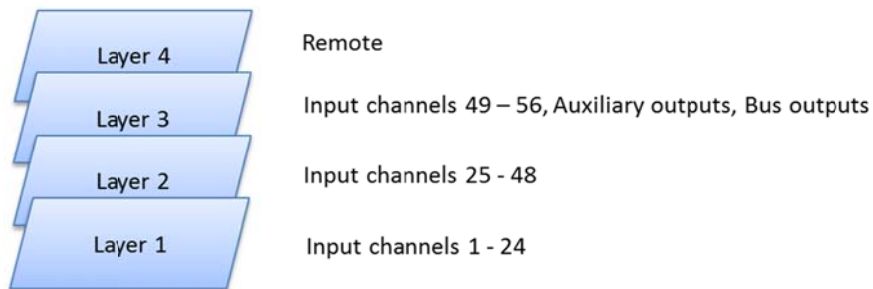 Layer 4 Remote
Layer 3 Input channels 49 – 56, Auxiliary outputs, Bus outputs
Layer 2 Input channels 25 - 48
Layer 1 Input channels 1 - 24